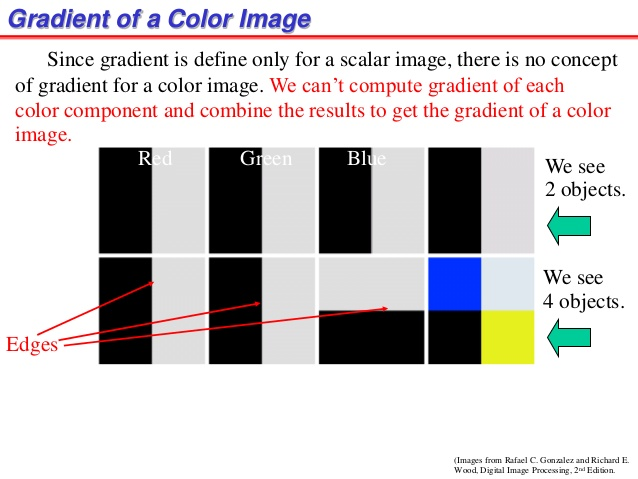 Gradient of a Color Image
Since gradient is define only for a scalar image, there is no concept
of gradient for a color image. We can’t compute gradient of each
color component and combine the results to get the gradient of a color
image.
Red Green Blue
We see
2 objects.
We see
4 objects.
Edges
(Images from Rafael C. Gonzalez and Richard E.
Wood, Digital Image Processing, 2nd Edition.